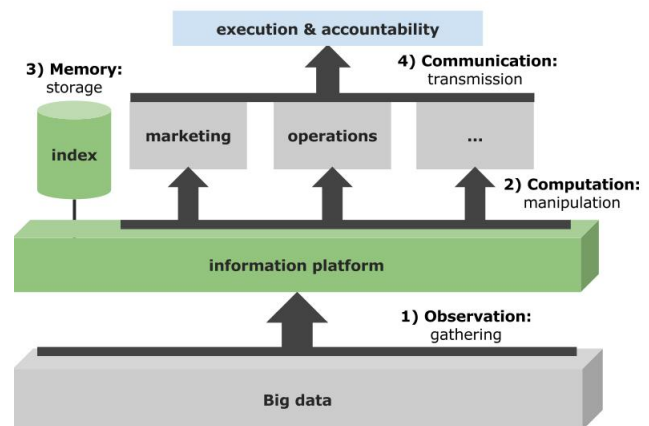 execution & accountability
3) Memory:
storage
4) Communication:
transmission
index
marketing
operations
...
2) Computation:
manipulation
information platform
1) Observation:
gathering
Big data